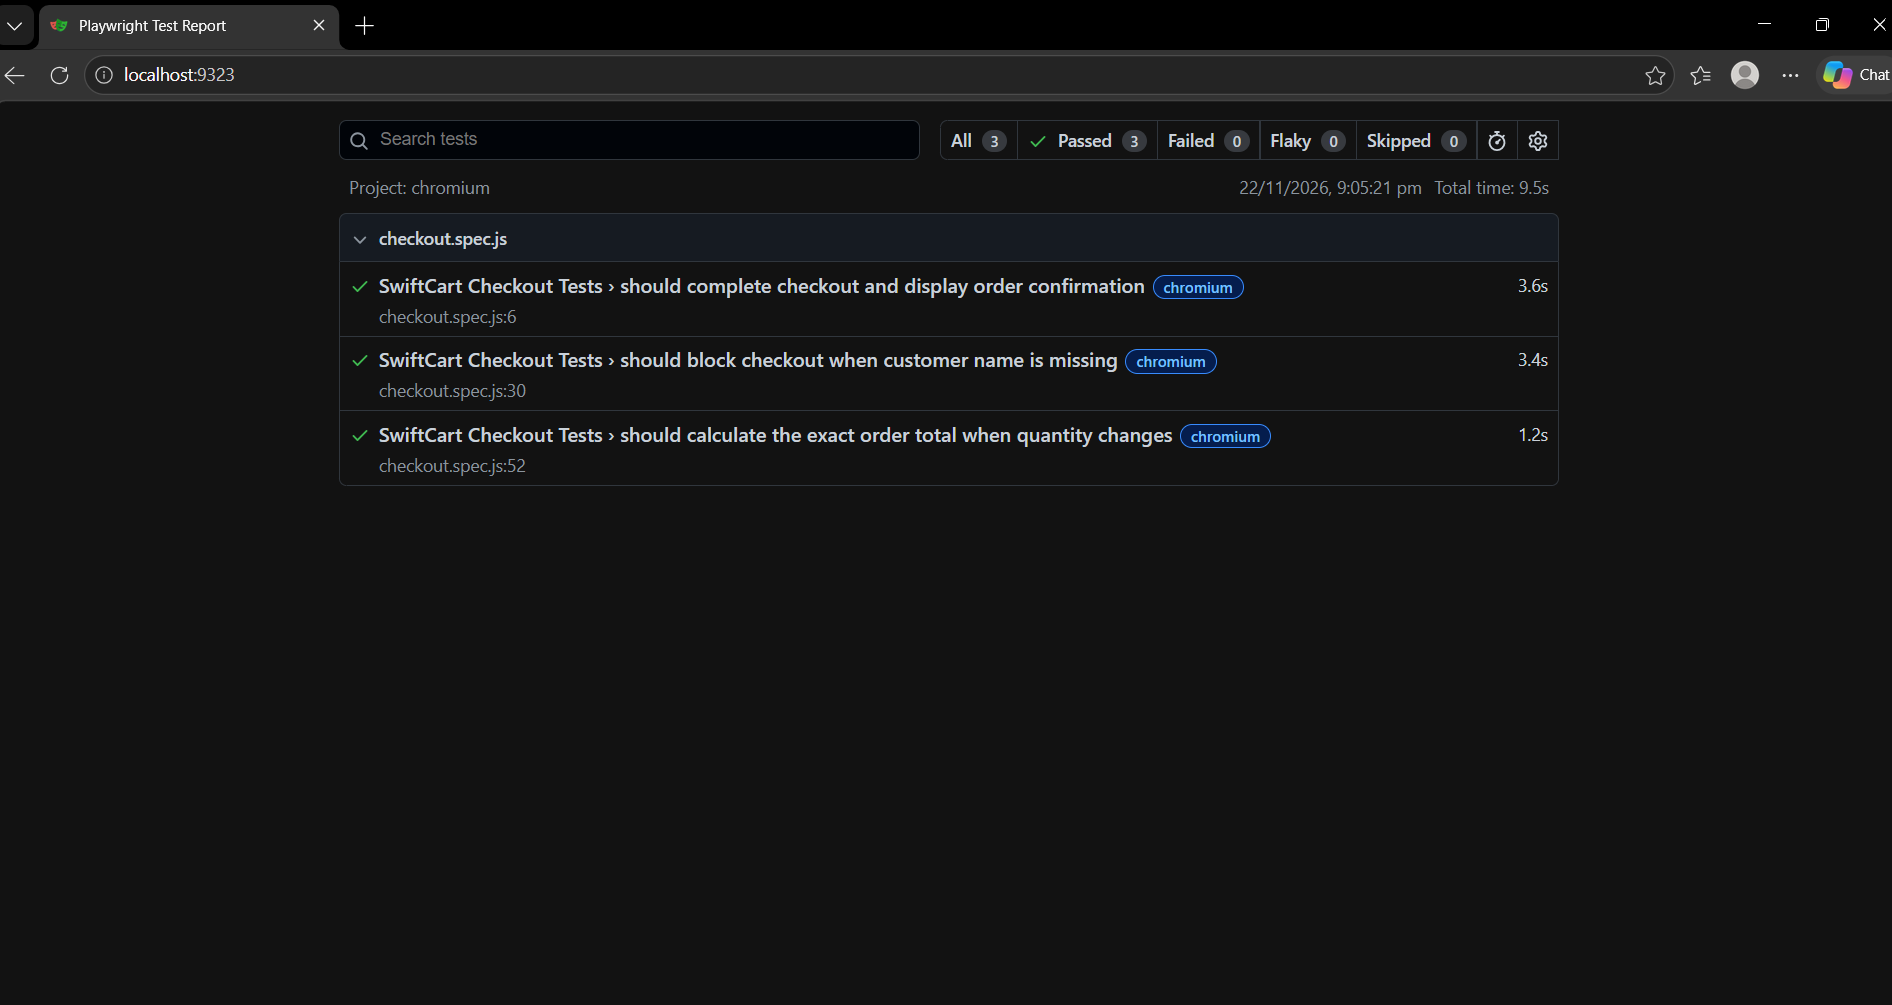 Playwright Test Report
localhost:9323
Chat
Search tests
All 3 Passed 3 Failed 0 Flaky 0 Skipped 0
Project: chromium
22/11/2026, 9:05:21 pm Total time: 9.5s
checkout.spec.js
SwiftCart Checkout Tests › should complete checkout and display order confirmation chromium 3.6s
checkout.spec.js:6
SwiftCart Checkout Tests › should block checkout when customer name is missing chromium 3.4s
checkout.spec.js:30
SwiftCart Checkout Tests › should calculate the exact order total when quantity changes chromium 1.2s
checkout.spec.js:52